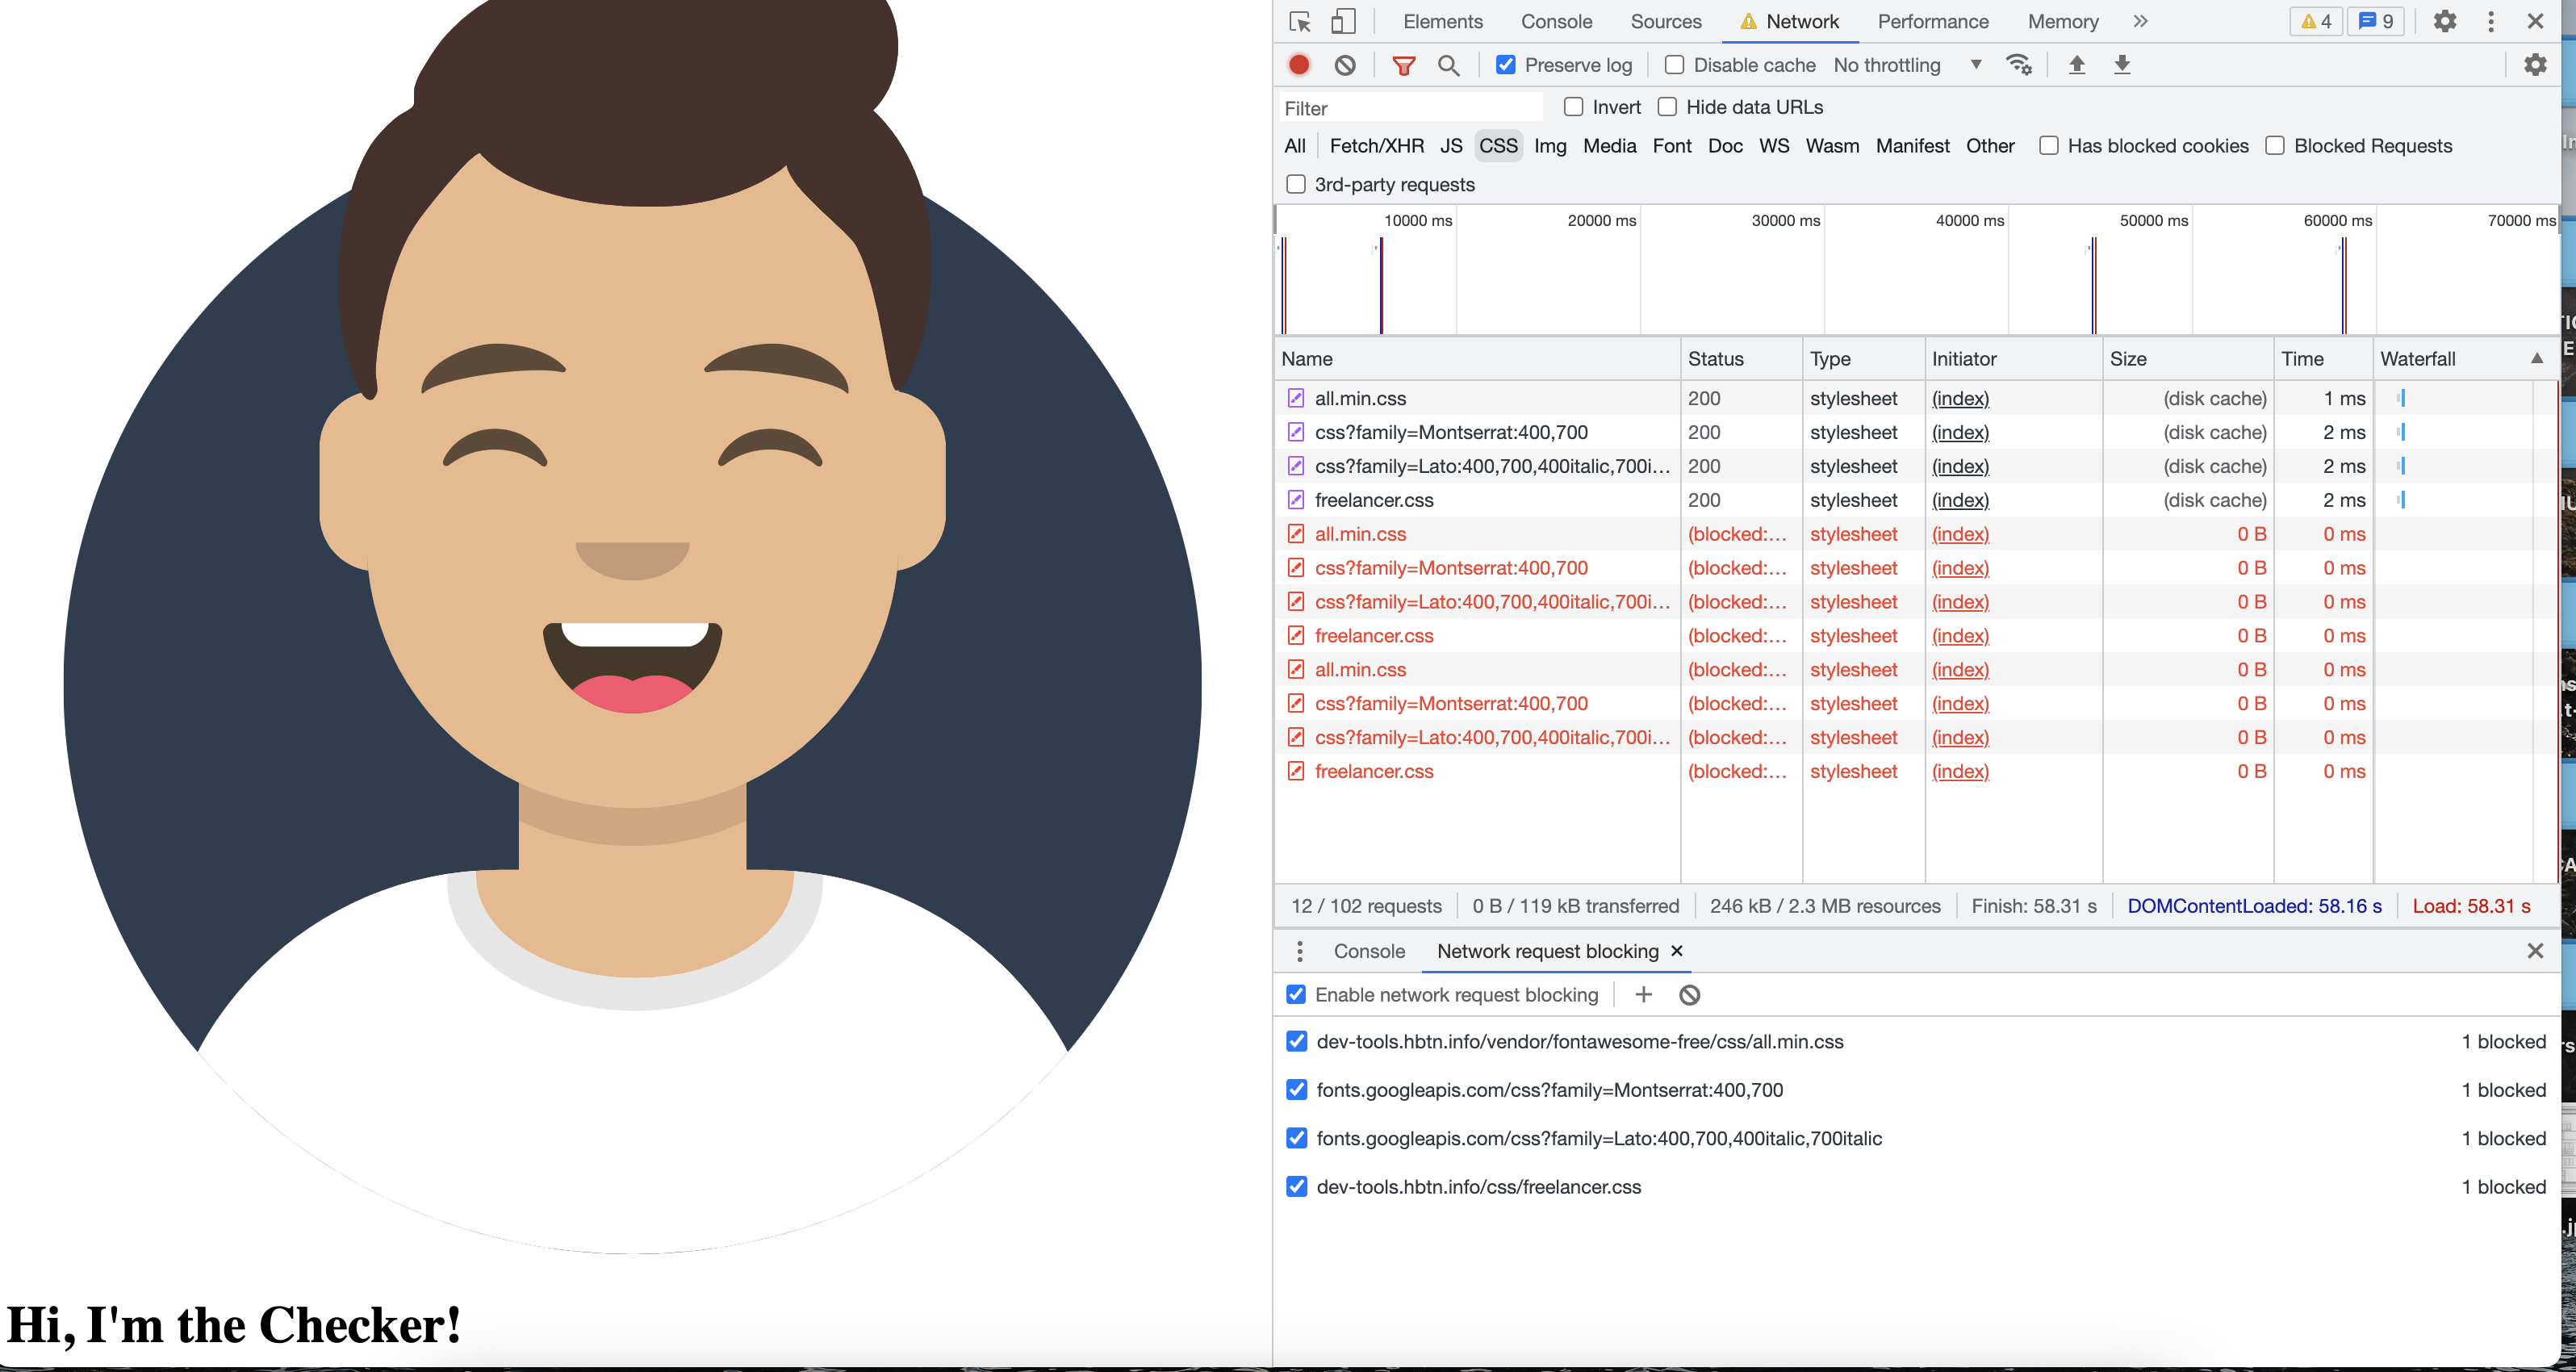 Hi, I'm the Checker!
Elements Console Sources Network Performance Memory » 4 9
Preserve log Disable cache No throttling
Filter Invert Hide data URLs
All Fetch/XHR JS CSS Img Media Font Doc WS Wasm Manifest Other Has blocked cookies Blocked Requests
3rd-party requests
10000 ms 20000 ms 30000 ms 40000 ms 50000 ms 60000 ms 70000 ms
Name Status Type Initiator Size Time Waterfall
all.min.css 200 stylesheet (index) (disk cache) 1 ms
css?family=Montserrat:400,700 200 stylesheet (index) (disk cache) 2 ms
css?family=Lato:400,700,400italic,700i... 200 stylesheet (index) (disk cache) 2 ms
freelancer.css 200 stylesheet (index) (disk cache) 2 ms
all.min.css (blocked:... stylesheet (index) 0 B 0 ms
css?family=Montserrat:400,700 (blocked:... stylesheet (index) 0 B 0 ms
css?family=Lato:400,700,400italic,700i... (blocked:... stylesheet (index) 0 B 0 ms
freelancer.css (blocked:... stylesheet (index) 0 B 0 ms
all.min.css (blocked:... stylesheet (index) 0 B 0 ms
css?family=Montserrat:400,700 (blocked:... stylesheet (index) 0 B 0 ms
css?family=Lato:400,700,400italic,700i... (blocked:... stylesheet (index) 0 B 0 ms
freelancer.css (blocked:... stylesheet (index) 0 B 0 ms
12 / 102 requests 0 B / 119 kB transferred 246 kB / 2.3 MB resources Finish: 58.31 s DOMContentLoaded: 58.16 s Load: 58.31 s
Console Network request blocking
Enable network request blocking
dev-tools.hbtn.info/vendor/fontawesome-free/css/all.min.css 1 blocked
fonts.googleapis.com/css?family=Montserrat:400,700 1 blocked
fonts.googleapis.com/css?family=Lato:400,700,400italic,700italic 1 blocked
dev-tools.hbtn.info/css/freelancer.css 1 blocked